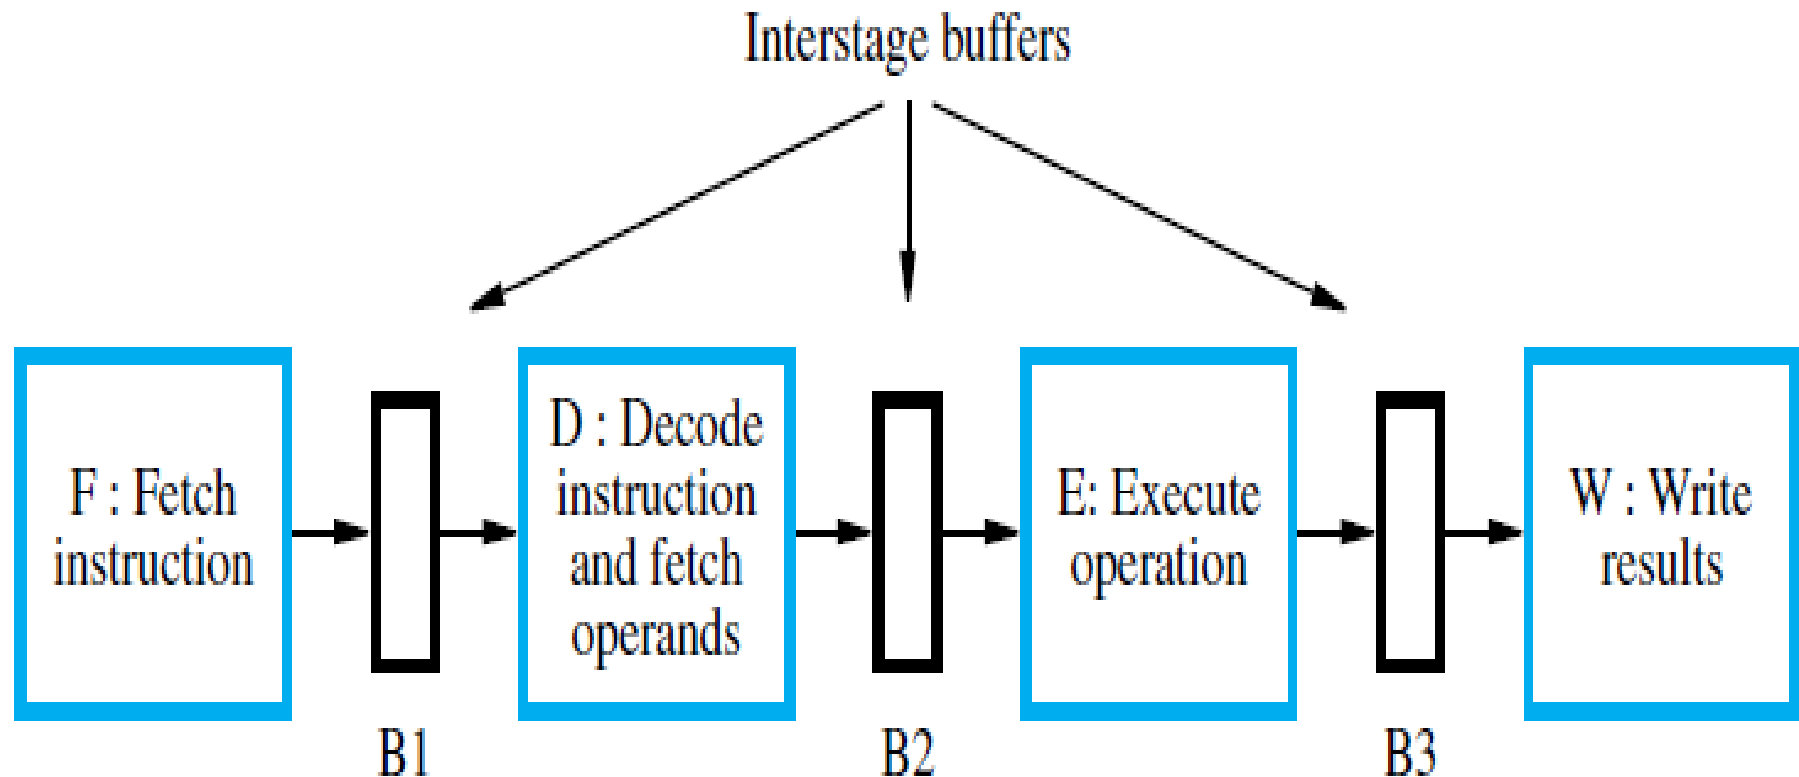 Interstage buffers
F : Fetch
instruction
D : Decode
instruction
and fetch
operands
E: Execute
operation
W : Write
results
B1
B2
B3